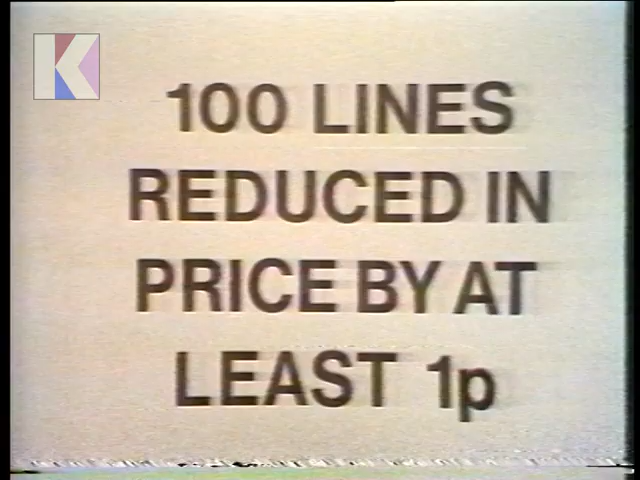 K
100 LINES
REDUCED IN
PRICE BY AT
LEAST 1p